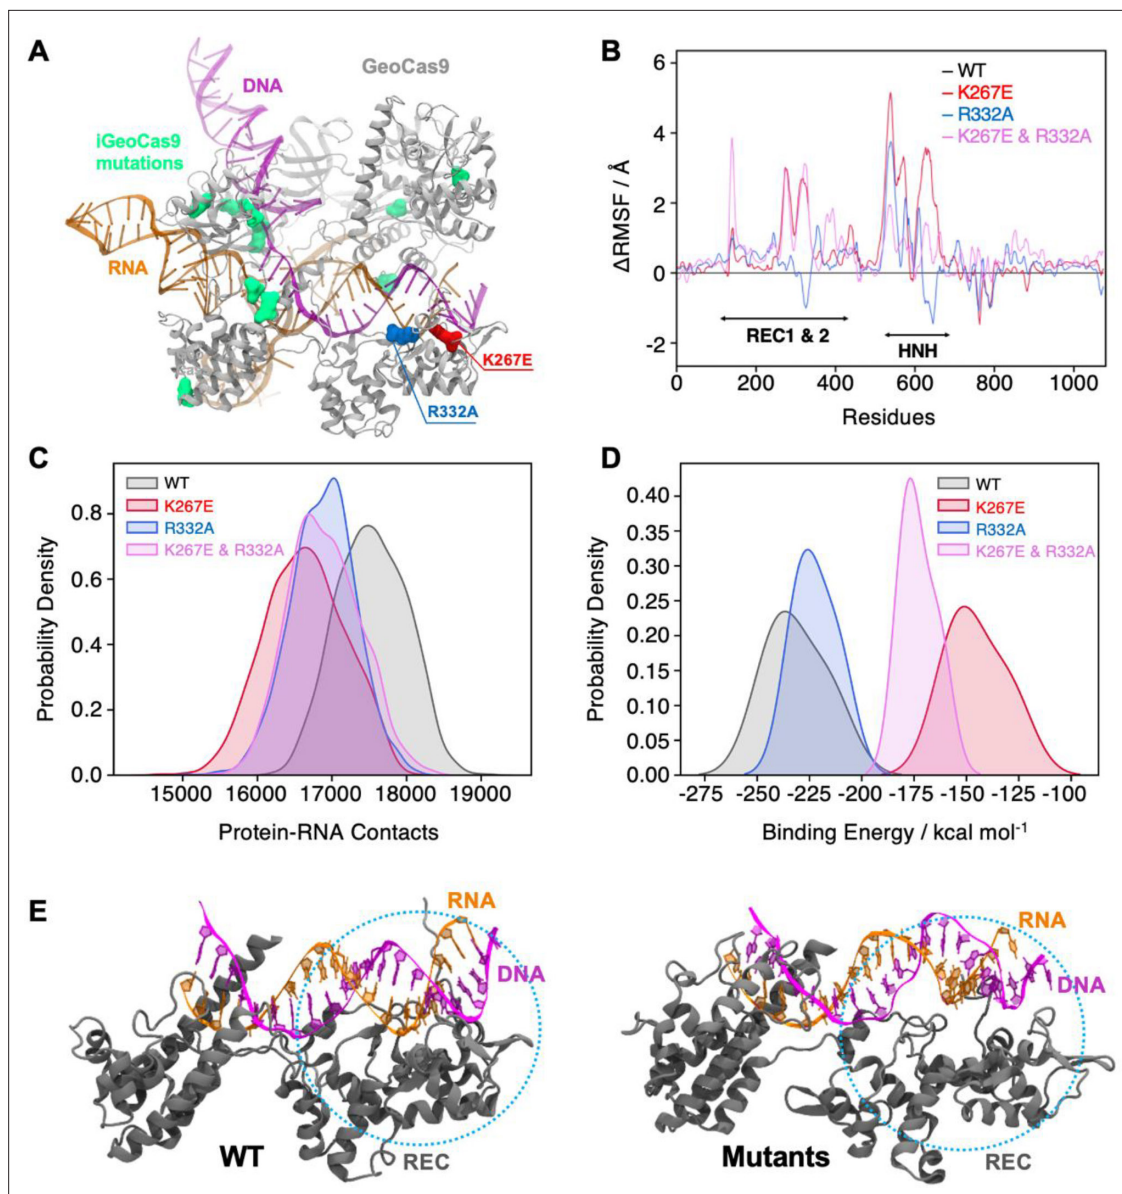 A
DNA
GeoCas9
iGeoCas9
mutations
RNA
K267E
R332A
B
WT
K267E
R332A
K267E & R332A
6
4
2
0
-2
ΔRMSF / Å
REC1 & 2
HNH
0 200 400 600 800 1000
Residues
C
WT
K267E
R332A
K267E & R332A
0.8
0.6
0.4
0.2
0.0
Probability Density
15000 16000 17000 18000 19000
Protein-RNA Contacts
D
WT
K267E
R332A
K267E & R332A
0.40
0.35
0.30
0.25
0.20
0.15
0.10
0.05
0.00
Probability Density
-275 -250 -225 -200 -175 -150 -125 -100
Binding Energy / kcal mol⁻¹
E
RNA
DNA
WT
REC
RNA
DNA
Mutants
REC